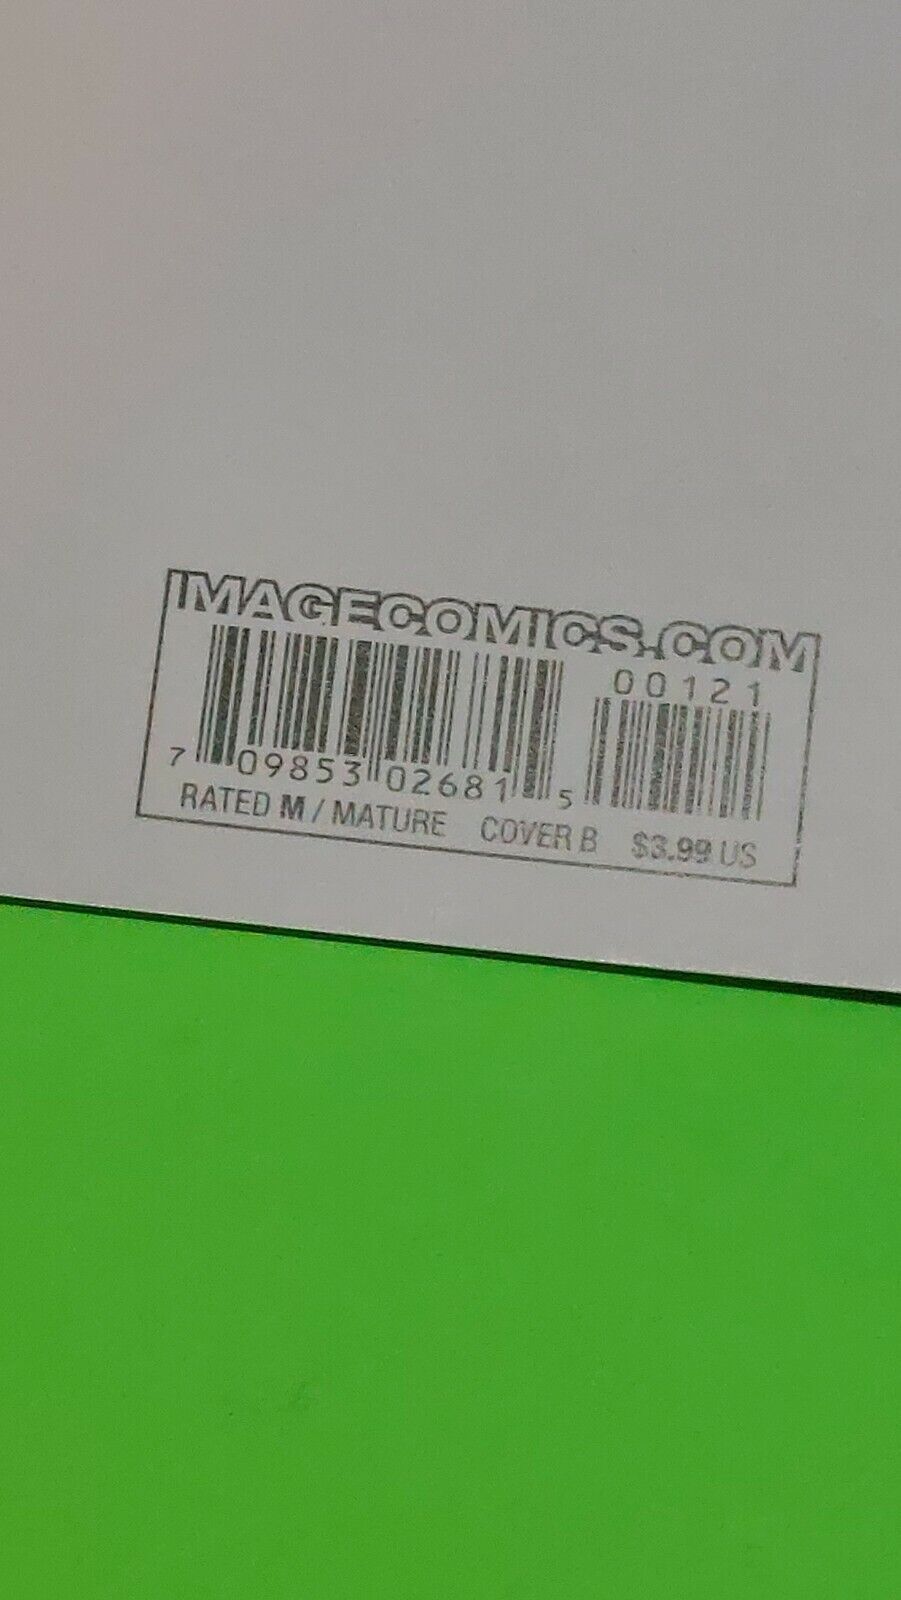 IMAGECOMICS.COM
00121
7 09853 02681 5
RATED M / MATURE COVER B $3.99 US